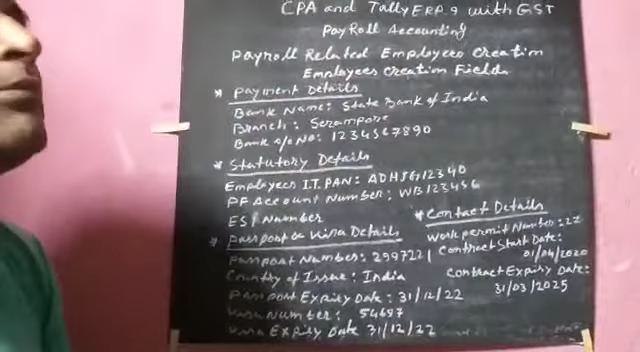 CPA and Tally ERP.9 with GST
PayRoll Accounting
Payroll Related Employees Creation
Employees Creation Fields
* Payment Details
Bank Name: State Bank of India
Branch: Serampore
Bank a/c No: 1234567890
* Statutory Details
Employees I.T. PAN:
PF Account Number: WB123456
ESI Number
* Passport & Visa Details
Passport Number: 299722
Country of Issue: India
Passport Expiry Date: 31/12/22
Visa Number: 54697
Visa Expiry Date 31/12/22
* Contact Details
Work permit Number: 22
Contract Start Date:
01/04/2020
Contract Expiry Date:
31/03/2025